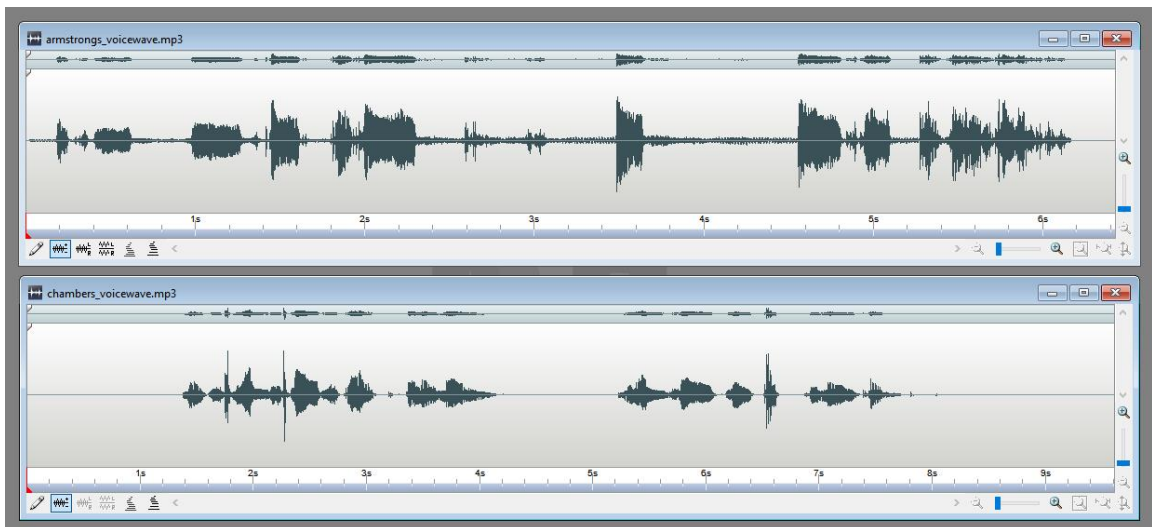 armstrongs_voicewave.mp3
1s 2s 3s 4s 5s 6s
chambers_voicewave.mp3
1s 2s 3s 4s 5s 6s 7s 8s 9s